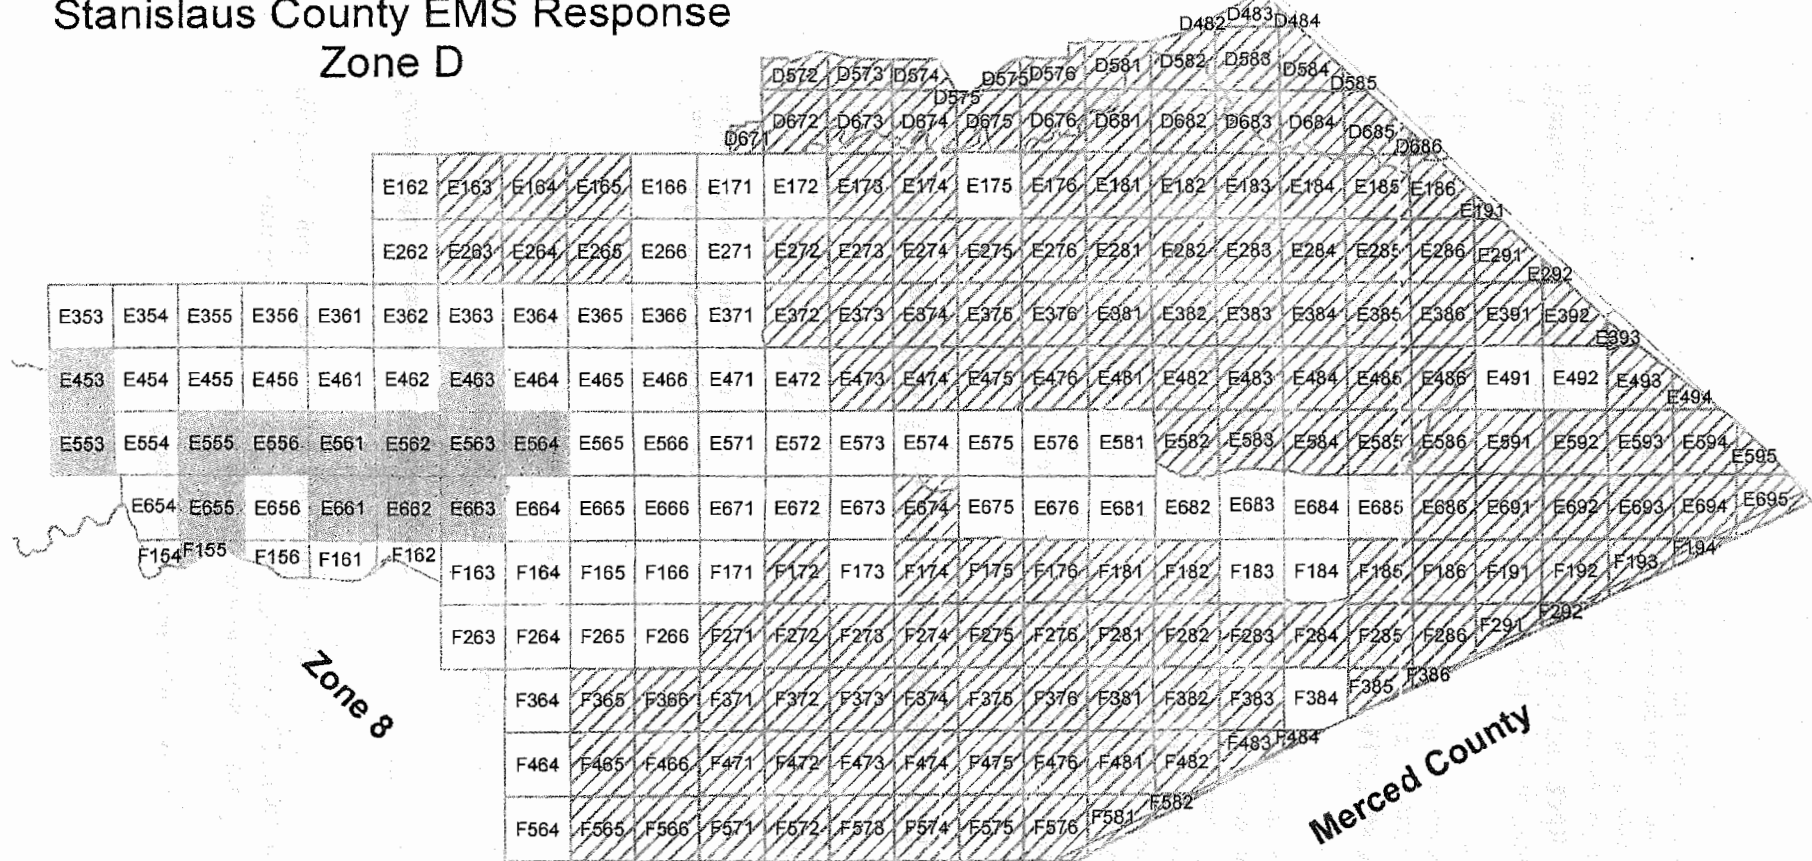 Stanislaus County EMS Response
Zone D
D482 D483 D484
D572 D573 D574 D575 D576 D581 D582 D583 D584 D585
D575
D671 D672 D673 D674 D675 D676 D681 D682 D683 D684 D685 D686
E162 E163 E164 E165 E166 E171 E172 E173 E174 E175 E176 E181 E182 E183 E184 E185 E186 E191
E262 E263 E264 E265 E266 E271 E272 E273 E274 E275 E276 E281 E282 E283 E284 E285 E286 E291 E292
E353 E354 E355 E356 E361 E362 E363 E364 E365 E366 E371 E372 E373 E374 E375 E376 E381 E382 E383 E384 E385 E386 E391 E392 E393
E453 E454 E455 E456 E461 E462 E463 E464 E465 E466 E471 E472 E473 E474 E475 E476 E481 E482 E483 E484 E485 E486 E491 E492 E493 E494
E553 E554 E555 E556 E561 E562 E563 E564 E565 E566 E571 E572 E573 E574 E575 E576 E581 E582 E583 E584 E585 E586 E591 E592 E593 E594 E595
E654 E655 E656 E661 E662 E663 E664 E665 E666 E671 E672 E673 E674 E675 E676 E681 E682 E683 E684 E685 E686 E691 E692 E693 E694 E695
F154 F155 F156 F161 F162 F163 F164 F165 F166 F171 F172 F173 F174 F175 F176 F181 F182 F183 F184 F185 F186 F191 F192 F193 F194
F263 F264 F265 F266 F271 F272 F273 F274 F275 F276 F281 F282 F283 F284 F285 F286 F291 F292
F364 F365 F366 F371 F372 F373 F374 F375 F376 F381 F382 F383 F384 F385 F386
F464 F465 F466 F471 F472 F473 F474 F475 F476 F481 F482 F483 F484
F564 F565 F566 F571 F572 F573 F574 F575 F576 F581 F582
Zone 8
Merced County